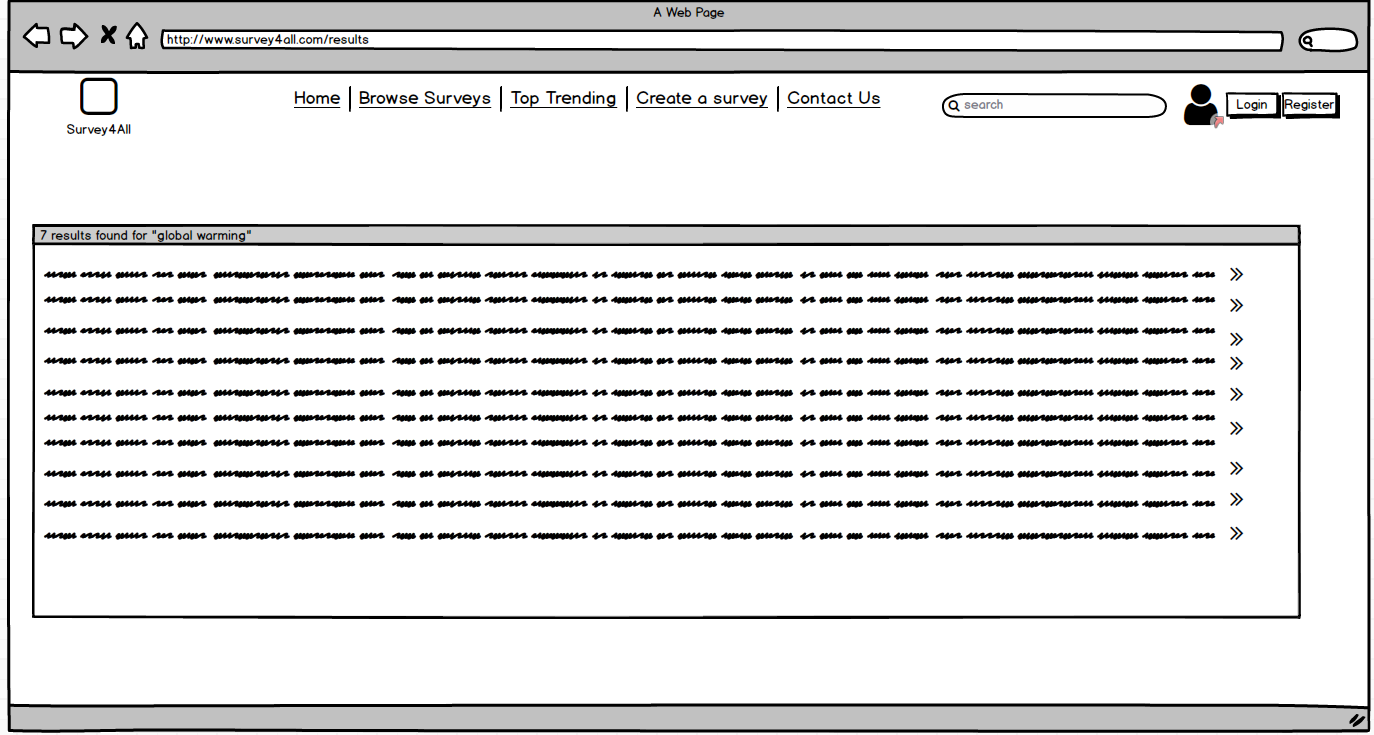 A Web Page
http://www.survey4all.com/results
Home Browse Surveys Top Trending Create a survey Contact Us
search
Login Register
Survey4All
7 results found for "global warming"